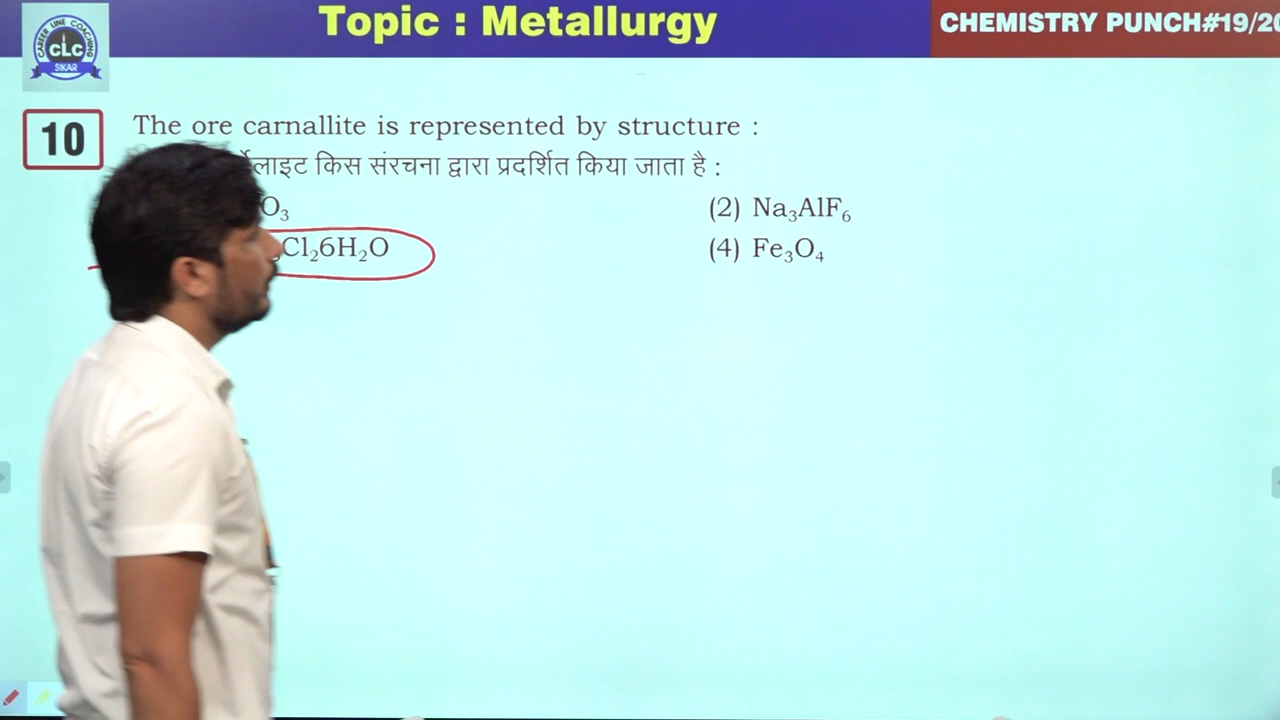 Topic : Metallurgy
CHEMISTRY PUNCH#19/20
CAREER LINE COACHING
CLC
SIKAR
10
The ore carnallite is represented by structure :
किस संरचना द्वारा प्रदर्शित किया जाता है :
O₃
(2) Na₃AlF₆
Cl₂6H₂O
(4) Fe₃O₄